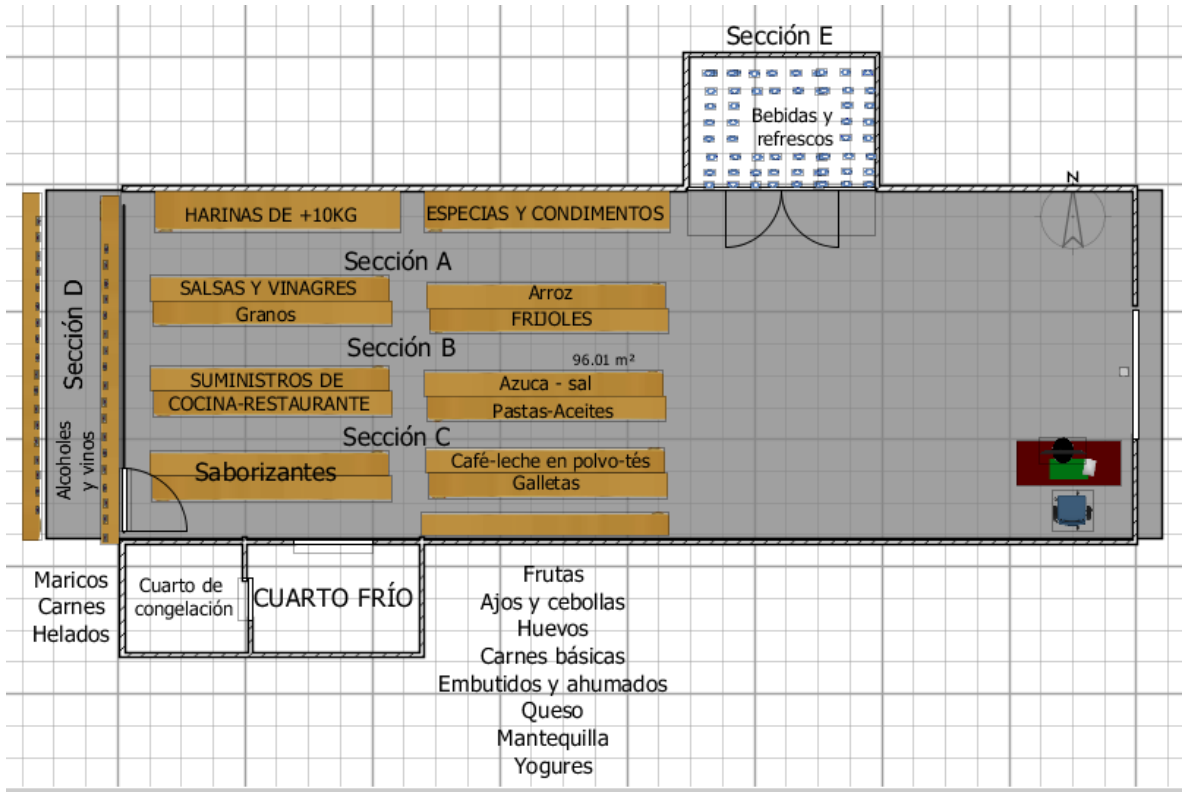 Sección E
Bebidas y
refrescos
N
HARINAS DE +10KG
ESPECIAS Y CONDIMENTOS
Sección A
SALSAS Y VINAGRES
Granos
Arroz
FRIJOLES
Sección D
Alcoholes
y vinos
Sección B
96.01 m²
SUMINISTROS DE
COCINA-RESTAURANTE
Azuca - sal
Pastas-Aceites
Sección C
Saborizantes
Café-leche en polvo-tés
Galletas
Maricos
Carnes
Helados
Cuarto de
congelación
CUARTO FRÍO
Frutas
Ajos y cebollas
Huevos
Carnes básicas
Embutidos y ahumados
Queso
Mantequilla
Yogures